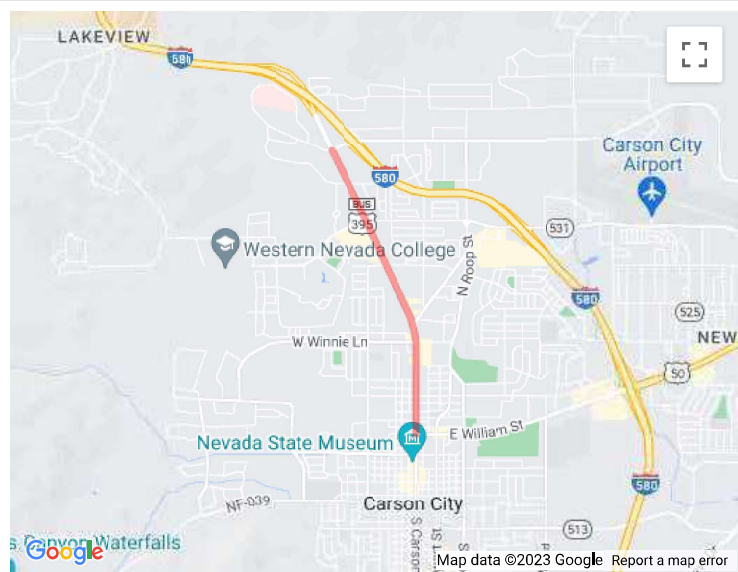 LAKEVIEW
580
Carson City
Airport
580
BUS
395
531
Western Nevada College
N Roop St
580
525
W Winnie Ln
NEW
50
E William St
Nevada State Museum
580
NF-039
Carson City
513
S Carson
Canyon Waterfalls
Google
Map data ©2023 Google
Report a map error